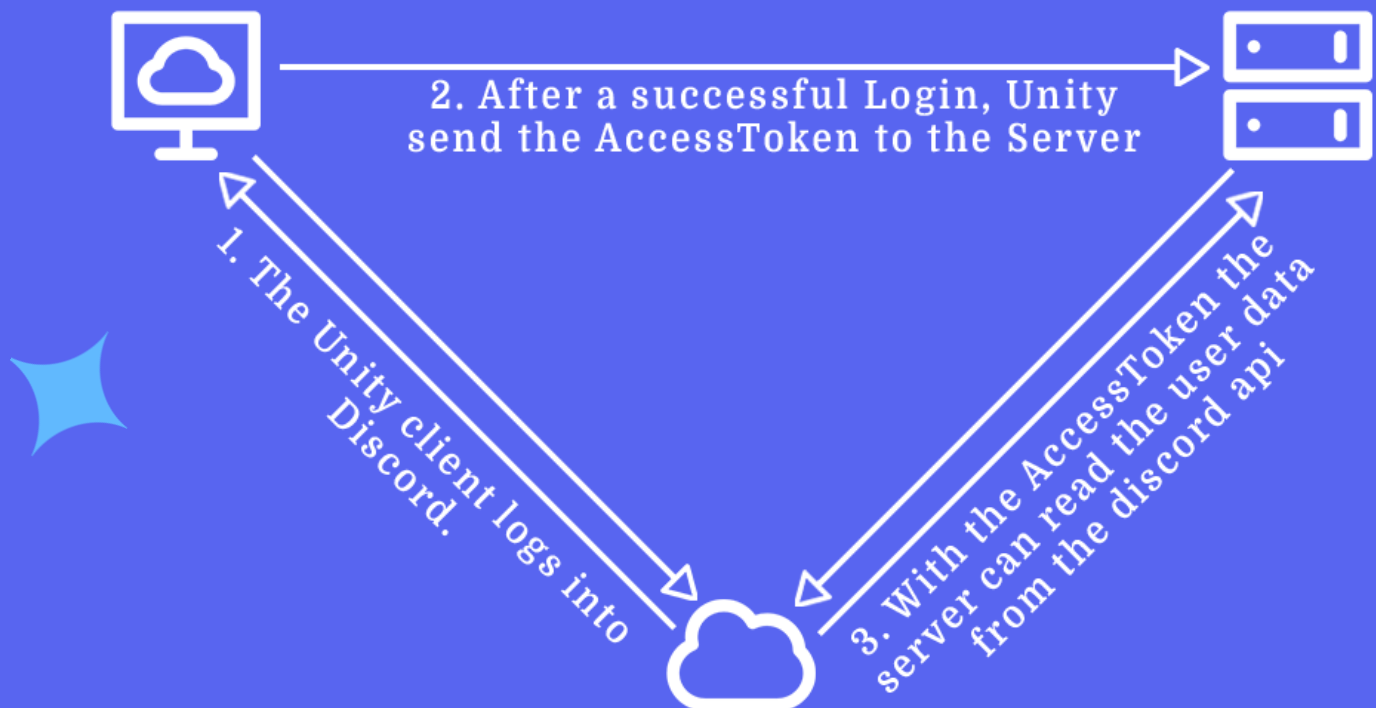 2. After a successful Login, Unity
send the AccessToken to the Server
1. The Unity client logs into
Discord.
3. With the AccessToken the
server can read the user data
from the discord api